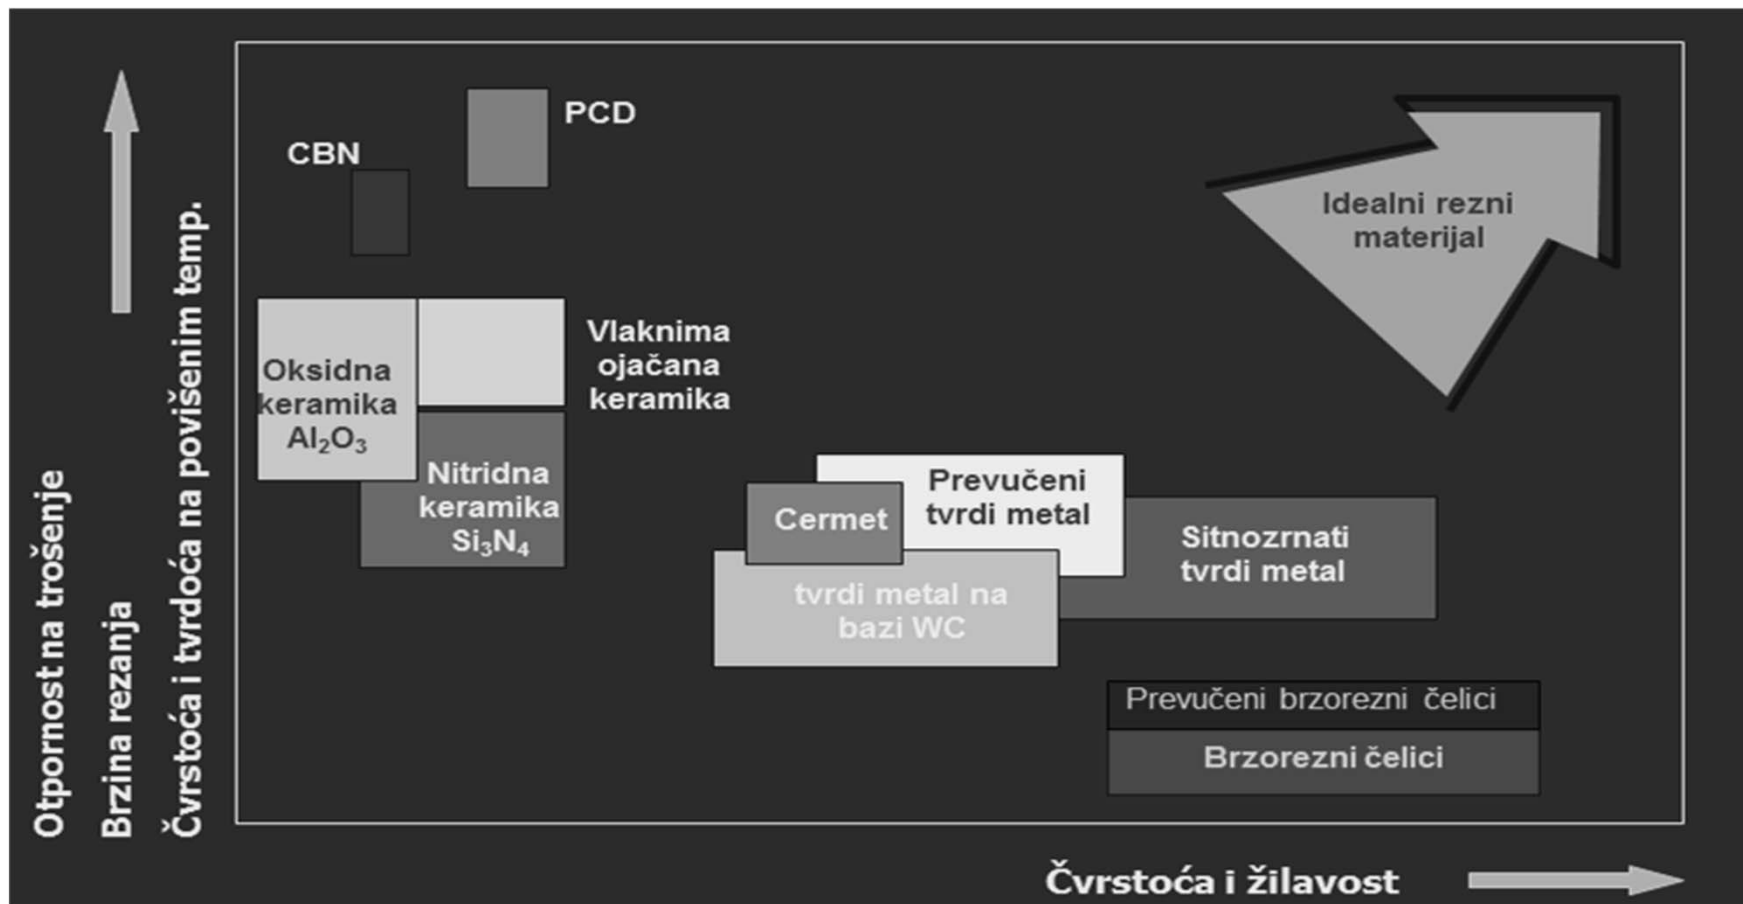 PCD
CBN
Idealni rezni
materijal
Vlaknima
ojačana
keramika
Oksidna
keramika
Al₂O₃
Nitridna
keramika
Si₃N₄
Prevučeni
tvrdi metal
Cermet
Sitnozrnati
tvrdi metal
tvrdi metal na
bazi WC
Prevučeni brzorezni čelici
Brzorezni čelici
Otpornost na trošenje
Brzina rezanja
Čvrstoća i tvrdoća na povišenim temp.
Čvrstoća i žilavost